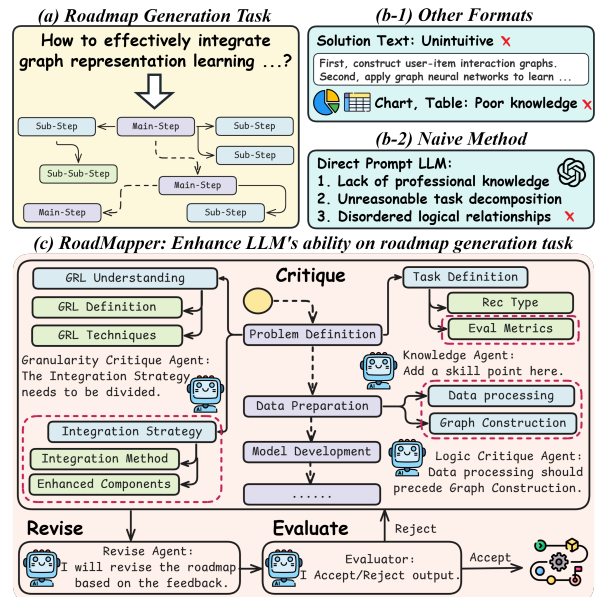 (a) Roadmap Generation Task
How to effectively integrate
graph representation learning ...?
Sub-Step
Main-Step
Sub-Step
Sub-Step
Sub-Sub-Step
Main-Step
Main-Step
Sub-Step
(b-1) Other Formats
Solution Text: Unintuitive
First, construct user-item interaction graphs.
Second, apply graph neural networks to learn ...
Chart, Table: Poor knowledge
(b-2) Naive Method
Direct Prompt LLM:
1. Lack of professional knowledge
2. Unreasonable task decomposition
3. Disordered logical relationships
(c) RoadMapper: Enhance LLM's ability on roadmap generation task
Critique
GRL Understanding
GRL Definition
GRL Techniques
Task Definition
Rec Type
Eval Metrics
Problem Definition
Granularity Critique Agent:
The Integration Strategy
needs to be divided.
Knowledge Agent:
Add a skill point here.
Data Preparation
Data processing
Graph Construction
Integration Strategy
Integration Method
Enhanced Components
Model Development
......
Logic Critique Agent:
Data processing should
precede Graph Construction.
Revise
Revise Agent:
I will revise the roadmap
based on the feedback.
Evaluate
Evaluator:
I Accept/Reject output.
Reject
Accept